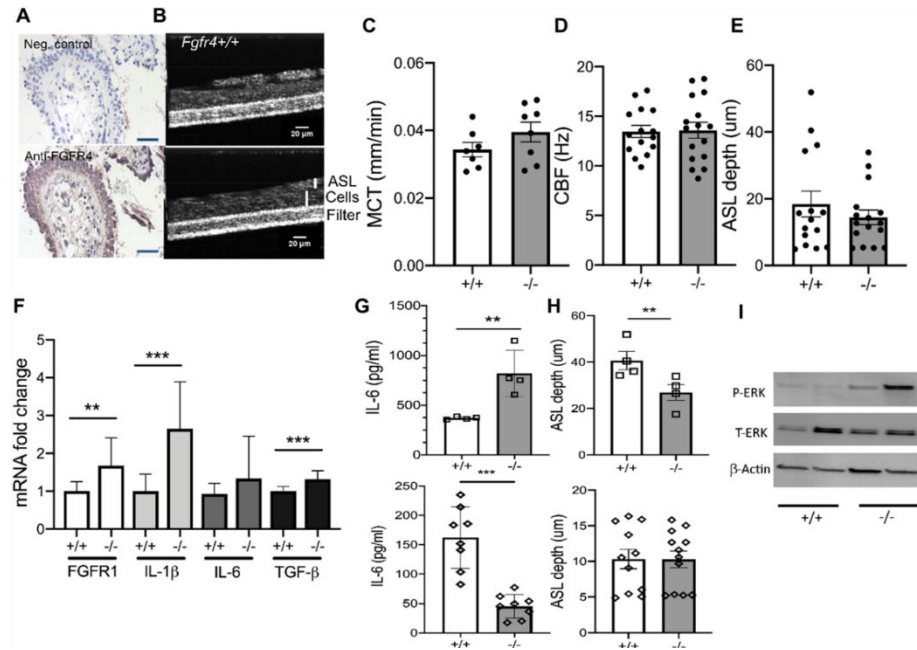 A
Neg. control
Anti-FGFR4
B
Fgfr4+/+
20 µm
ASL
Cells
Filter
20 µm
C
MCT (mm/min)
0.06
0.04
0.02
0.00
+/+ -/-
D
CBF (Hz)
20
15
10
5
0
+/+ -/-
E
ASL depth (um)
60
40
20
0
+/+ -/-
F
mRNA fold change
5
4
3
2
1
0
** *** ***
+/+ -/- +/+ -/- +/+ -/- +/+ -/-
FGFR1 IL-1β IL-6 TGF-β
G
IL-6 (pg/ml)
1500
1250
750
500
250
0
**
+/+ -/-
***
IL-6 (pg/ml)
250
200
150
100
50
0
+/+ -/-
H
ASL depth (um)
60
40
20
0
**
+/+ -/-
ASL depth (um)
20
15
10
5
0
+/+ -/-
I
P-ERK
T-ERK
β-Actin
+/+ -/-